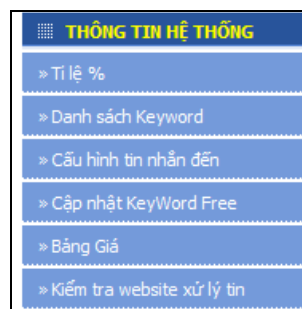 THÔNG TIN HỆ THỐNG
» Tỉ lệ %
» Danh sách Keyword
» Cấu hình tin nhắn đến
» Cập nhật KeyWord Free
» Bảng Giá
» Kiểm tra website xử lý tin